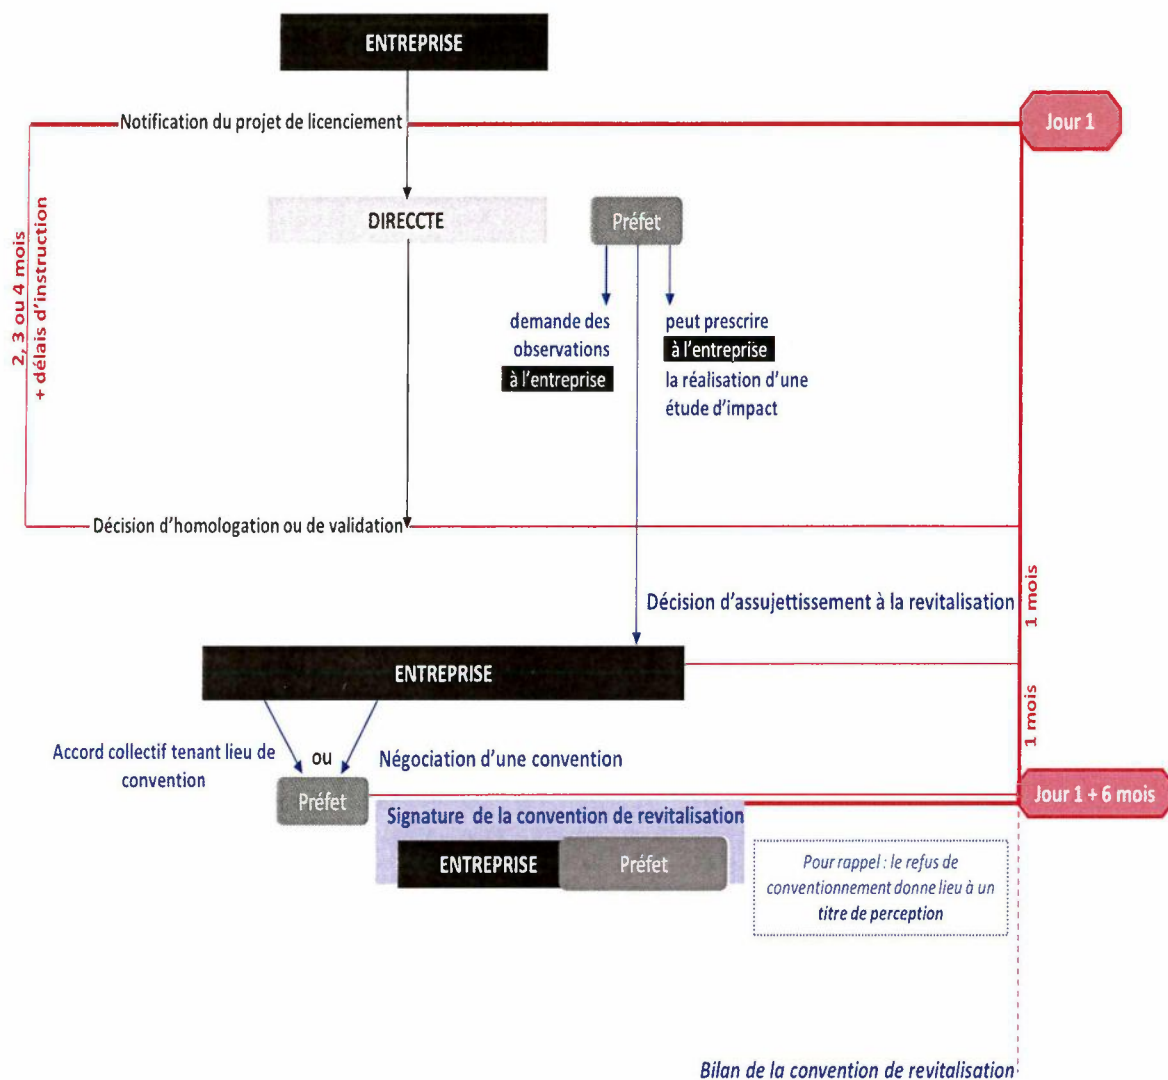 ENTREPRISE
Notification du projet de licenciement
Jour 1
2, 3 ou 4 mois
+ délais d'instruction
DIRECCTE
Préfet
demande des
observations
à l'entreprise
peut prescrire
à l'entreprise
la réalisation d'une
étude d'impact
Décision d'homologation ou de validation
1 mois
Décision d'assujettissement à la revitalisation
ENTREPRISE
1 mois
Accord collectif tenant lieu de
convention
ou
Négociation d'une convention
Préfet
Jour 1 + 6 mois
Signature de la convention de revitalisation
ENTREPRISE
Préfet
Pour rappel : le refus de
conventionnement donne lieu à un
titre de perception
Bilan de la convention de revitalisation